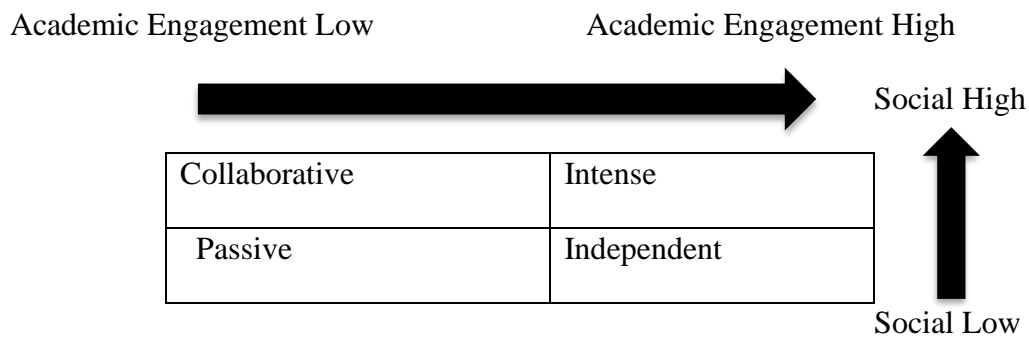 Academic Engagement Low Academic Engagement High
Social High
Collaborative Intense
Passive Independent
Social Low